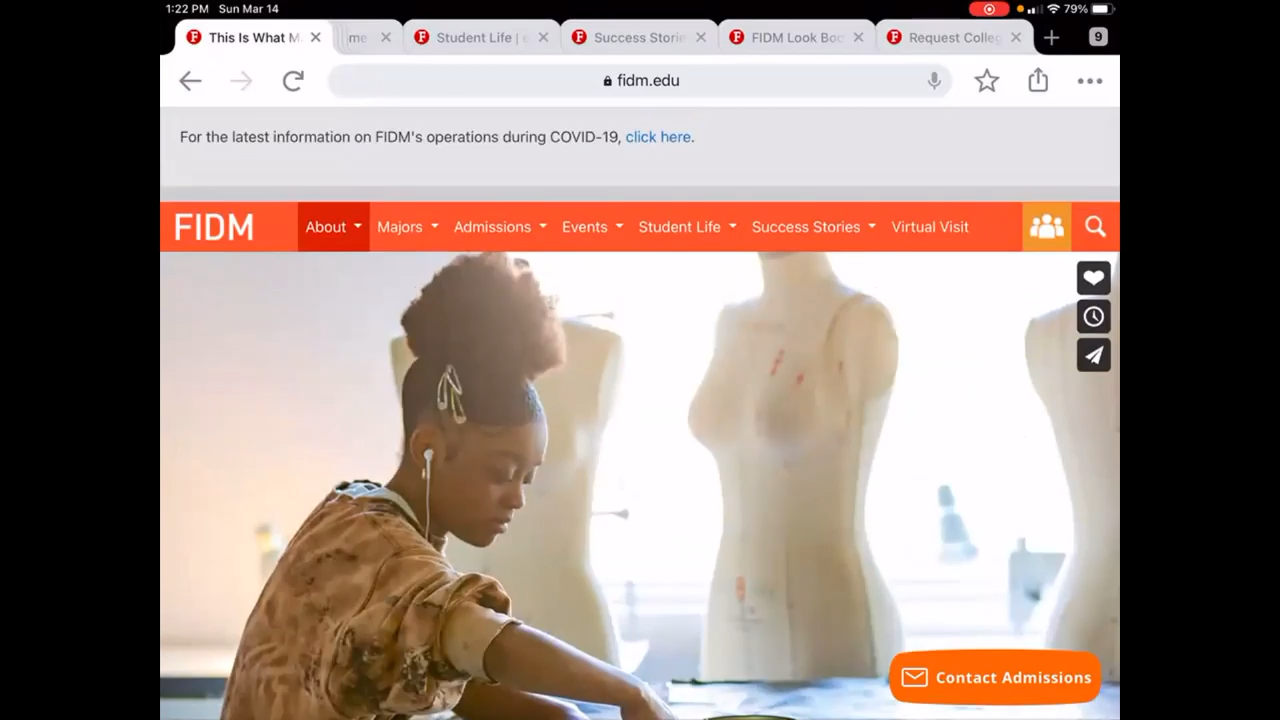 1:22 PM Sun Mar 14 79%
This Is What M
me
Student Life |
Success Storie
FIDM Look Boo
Request Colleg
9
fidm.edu
For the latest information on FIDM's operations during COVID-19, click here.
FIDM About Majors Admissions Events Student Life Success Stories Virtual Visit
Contact Admissions